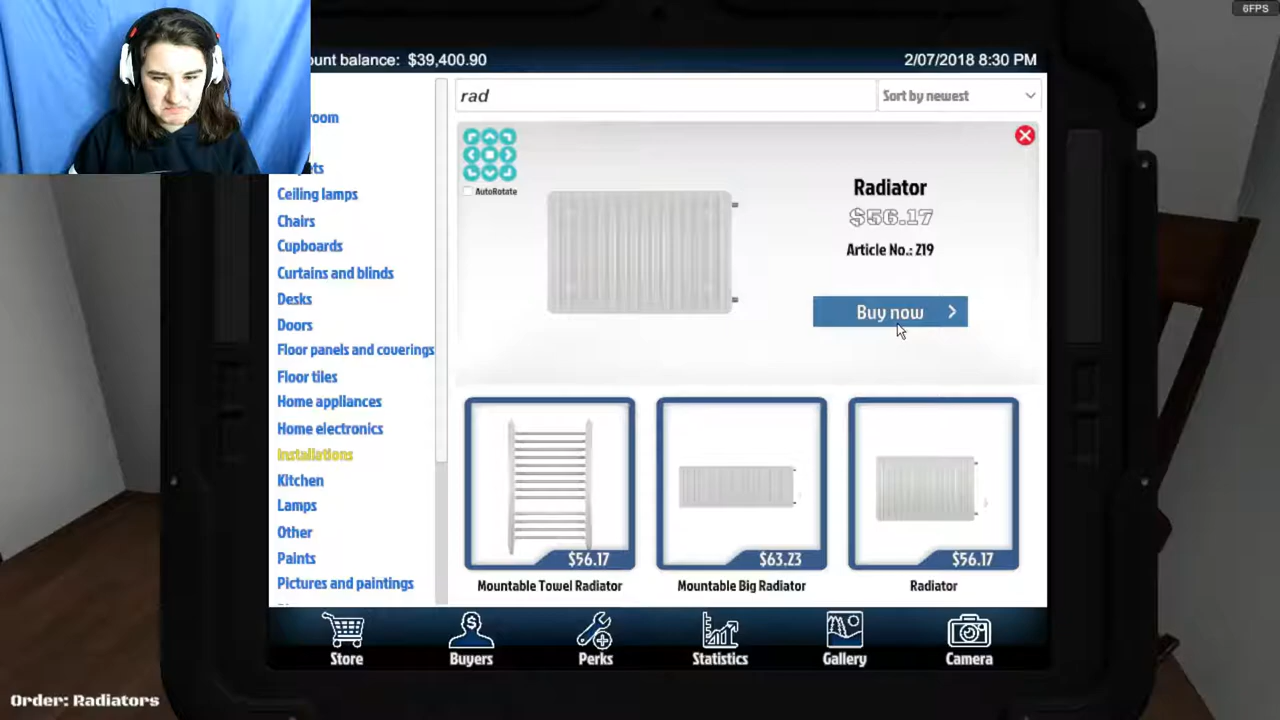 6FPS
ount balance: $39,400.90
2/07/2018 8:30 PM
rad
Sort by newest
room
ets
Ceiling lamps
Chairs
Cupboards
Curtains and blinds
Desks
Doors
Floor panels and coverings
Floor tiles
Home appliances
Home electronics
Installations
Kitchen
Lamps
Other
Paints
Pictures and paintings
AutoRotate
Radiator
$56.17
Article No.: 219
Buy now
$56.17
Mountable Towel Radiator
$63.23
Mountable Big Radiator
$56.17
Radiator
Store
Buyers
Perks
Statistics
Gallery
Camera
Order: Radiators